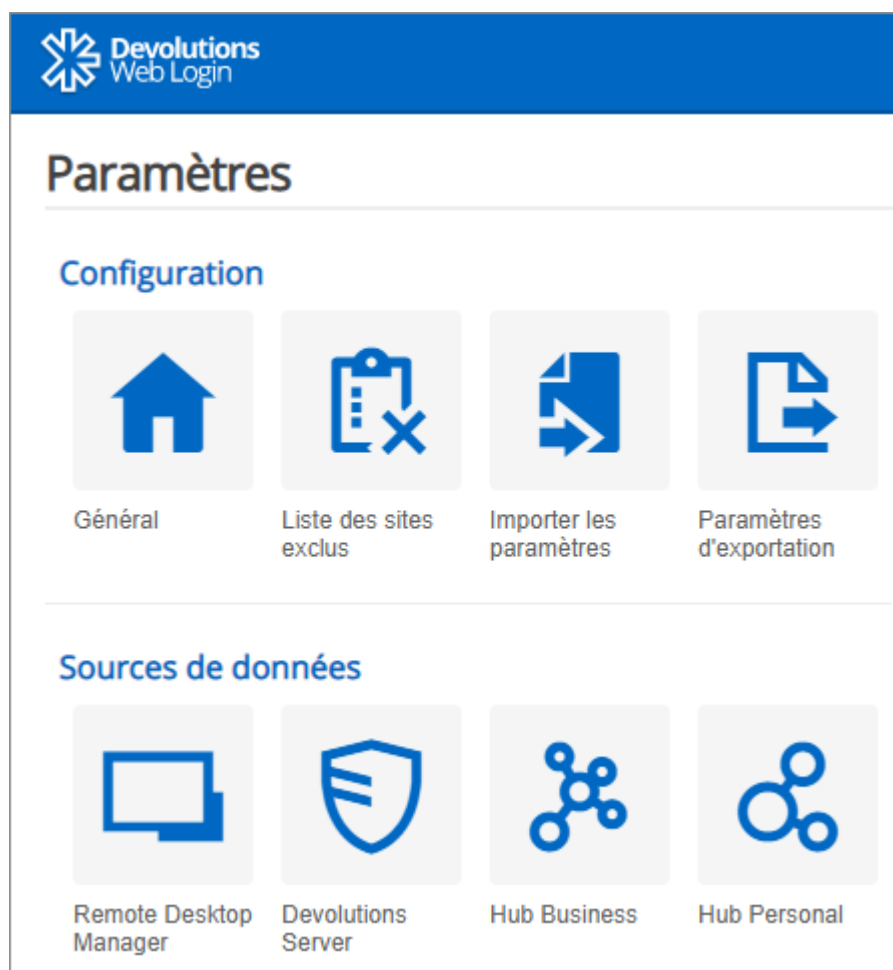 Devolutions
Web Login
Paramètres
Configuration
Général
Liste des sites
exclus
Importer les
paramètres
Paramètres
d'exportation
Sources de données
Remote Desktop
Manager
Devolutions
Server
Hub Business
Hub Personal